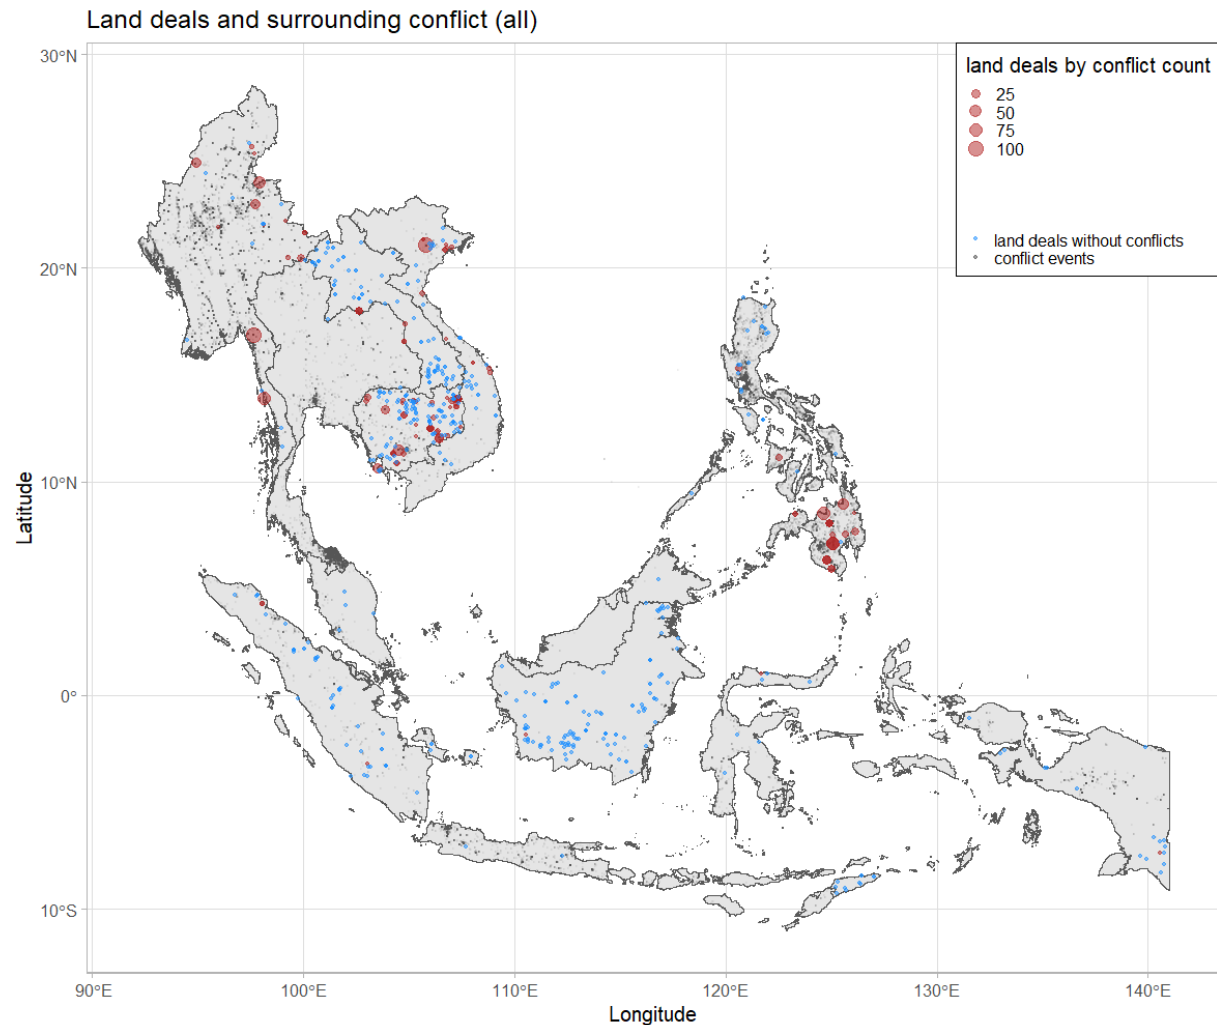 Land deals and surrounding conflict (all)
land deals by conflict count
25
50
75
100
land deals without conflicts
conflict events
30°N
20°N
10°N
0°
10°S
Latitude
90°E
100°E
110°E
120°E
130°E
140°E
Longitude